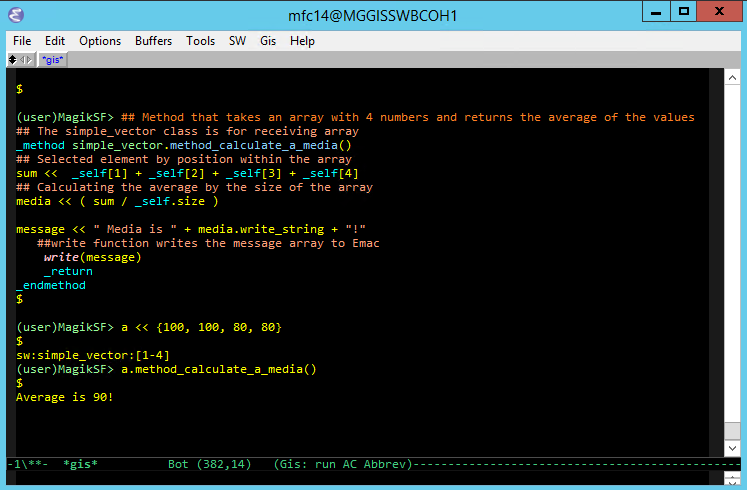 mfc14@MGGISSWBCOH1
File Edit Options Buffers Tools SW Gis Help
*gis*
$
(user)MagikSF> ## Method that takes an array with 4 numbers and returns the average of the values
## The simple_vector class is for receiving array
_method simple_vector.method_calculate_a_media()
## Selected element by position within the array
sum <<  _self[1] + _self[2] + _self[3] + _self[4]
## Calculating the average by the size of the array
media << ( sum / _self.size )
message << " Media is " + media.write_string + "!"
##write function writes the message array to Emac
write(message)
_return
_endmethod
$
(user)MagikSF> a << {100, 100, 80, 80}
$
sw:simple_vector:[1-4]
(user)MagikSF> a.method_calculate_a_media()
$
Average is 90!
-1\**-  *gis*          Bot (382,14)   (Gis: run AC Abbrev)-----------------------------------------------